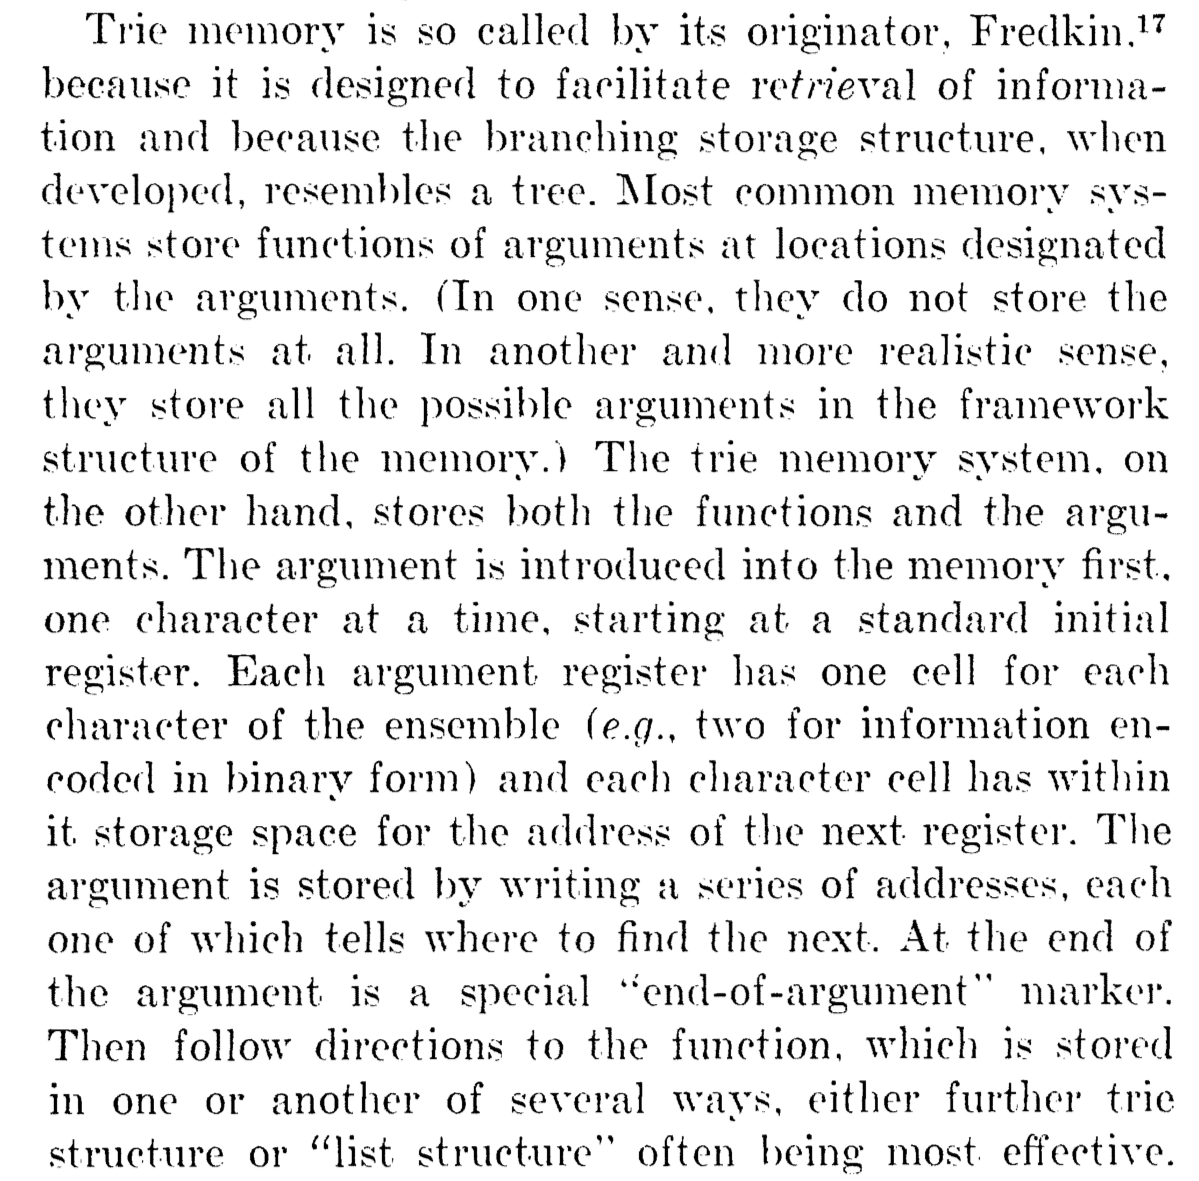 Trie memory is so called by its originator, Fredkin,17
because it is designed to facilitate retrieval of informa-
tion and because the branching storage structure, when
developed, resembles a tree. Most common memory sys-
tems store functions of arguments at locations designated
by the arguments. (In one sense, they do not store the
arguments at all. In another and more realistic sense,
they store all the possible arguments in the framework
structure of the memory.) The trie memory system, on
the other hand, stores both the functions and the argu-
ments. The argument is introduced into the memory first,
one character at a time, starting at a standard initial
register. Each argument register has one cell for each
character of the ensemble (e.g., two for information en-
coded in binary form) and each character cell has within
it storage space for the address of the next register. The
argument is stored by writing a series of addresses, each
one of which tells where to find the next. At the end of
the argument is a special “end-of-argument” marker.
Then follow directions to the function, which is stored
in one or another of several ways, either further trie
structure or “list structure” often being most effective.